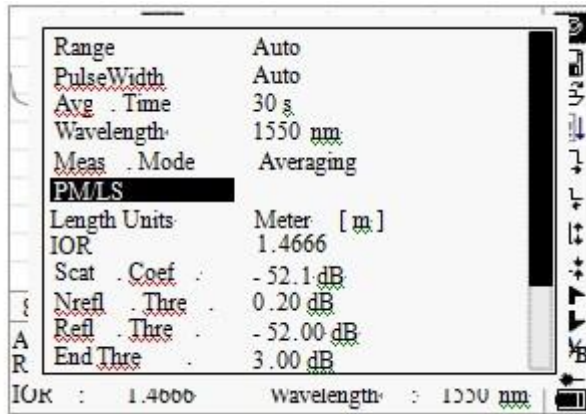 Range Auto
PulseWidth Auto
Avg . Time 30 s
Wavelength 1550 nm
Meas . Mode Averaging
PM/LS
Length Units Meter [ m ]
IOR 1.4666
Scat . Coef . - 52.1 dB
Nrefl . Thre . 0.20 dB
Refl . Thre . - 52.00 dB
End Thre . 3.00 dB
A
R
IOR : 1.4666 Wavelength : 1550 nm